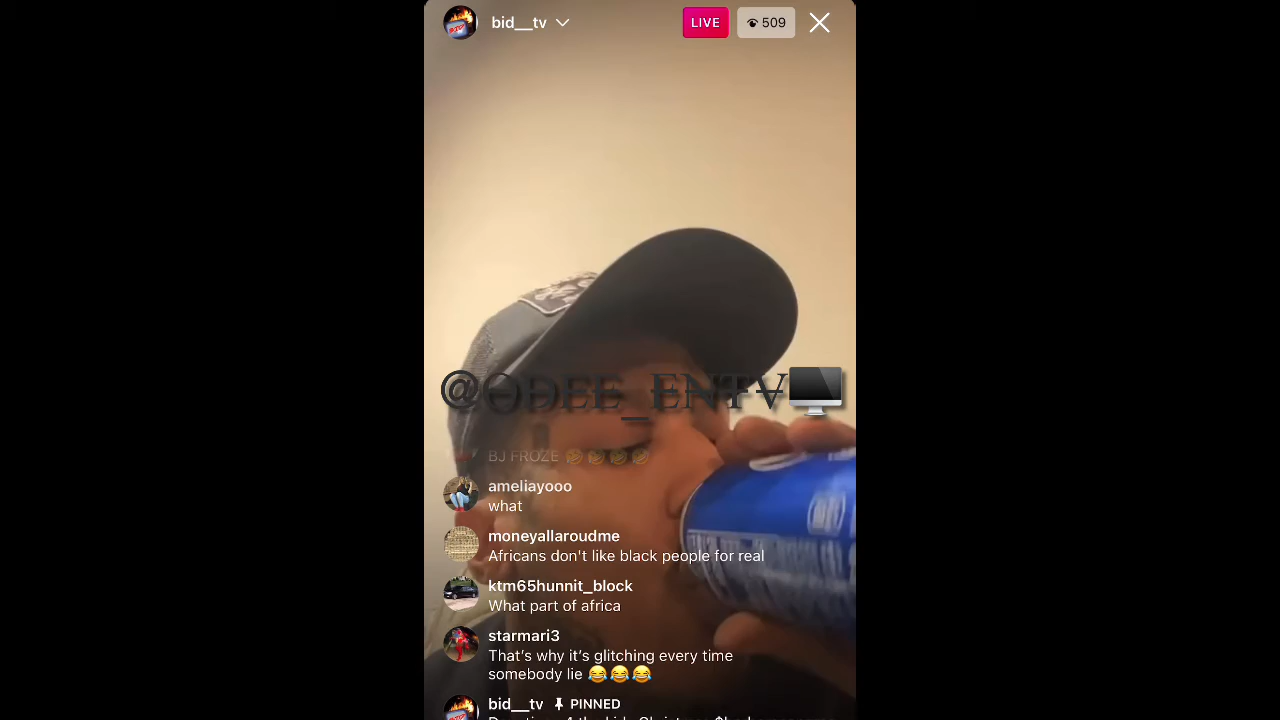 bid__tv
LIVE
509
@ODEE_ENTV
BJ FROZE 🤣🤣🤣🤣
ameliayooo
what
moneyallaroudme
Africans don't like black people for real
ktm65hunnit_block
What part of africa
starmari3
That's why it's glitching every time
somebody lie 😂😂😂
bid__tv PINNED